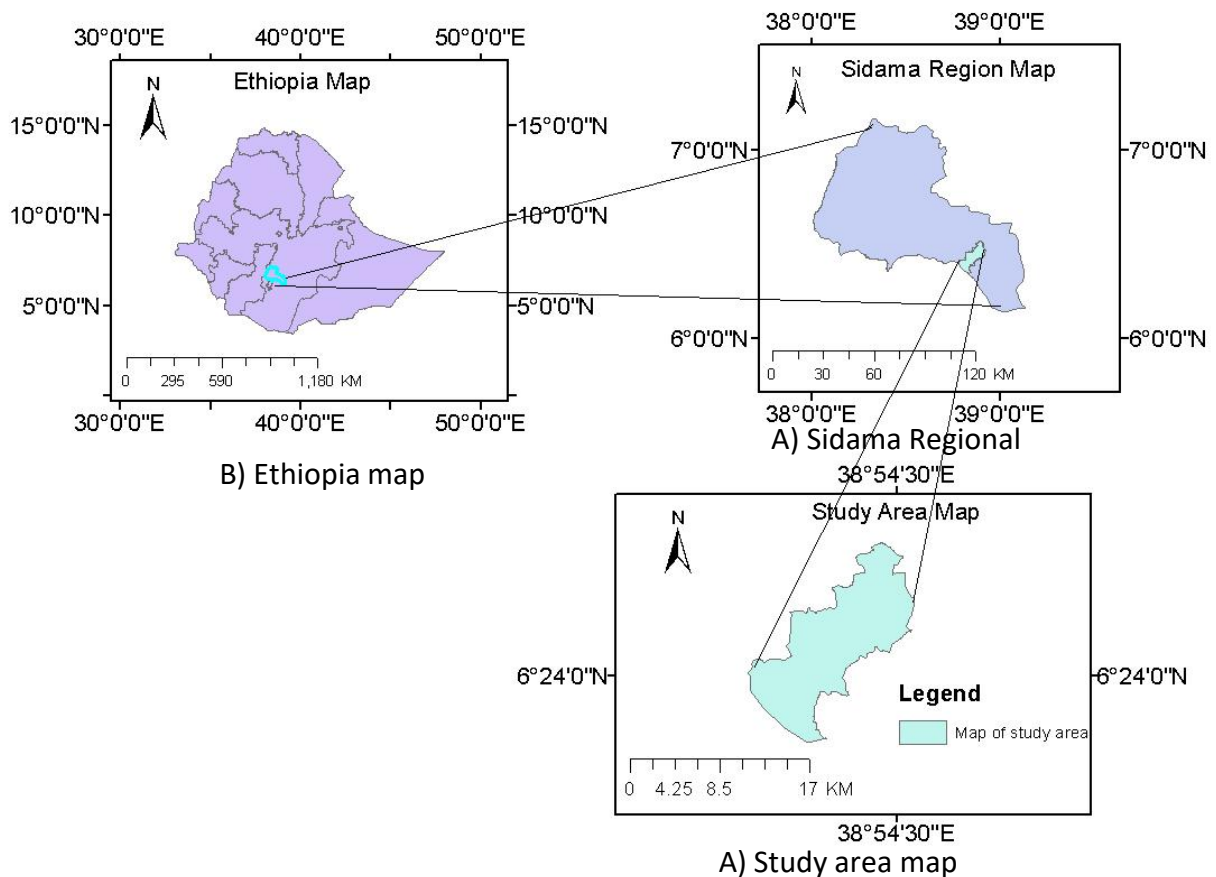 30°0'0"E 40°0'0"E 50°0'0"E
N
Ethiopia Map
15°0'0"N 15°0'0"N
10°0'0"N 10°0'0"N
5°0'0"N 5°0'0"N
0 295 590 1,180 KM
30°0'0"E 40°0'0"E 50°0'0"E
B) Ethiopia map
38°0'0"E 39°0'0"E
N
Sidama Region Map
7°0'0"N 7°0'0"N
6°0'0"N 6°0'0"N
0 30 60 120 KM
38°0'0"E 39°0'0"E
A) Sidama Regional
38°54'30"E
Study Area Map
N
6°24'0"N 6°24'0"N
Legend
Map of study area
0 4.25 8.5 17 KM
38°54'30"E
A) Study area map